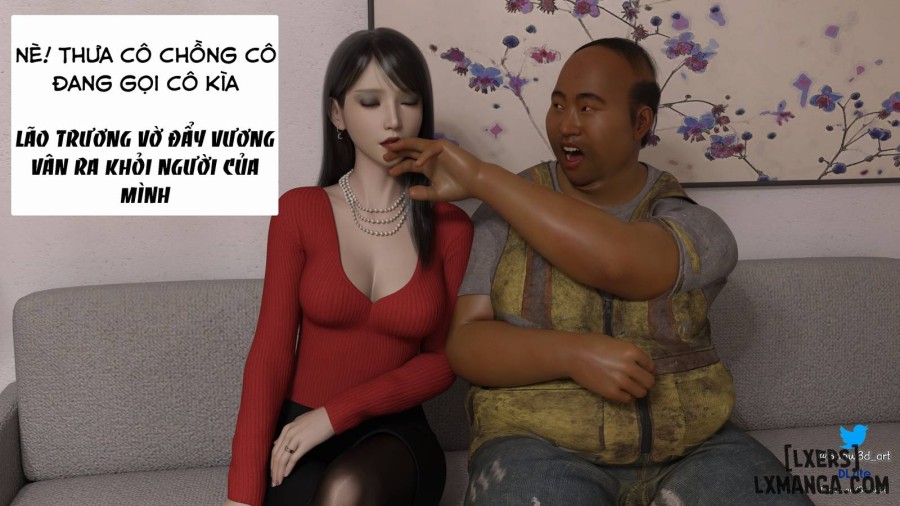 NÈ! THƯA CÔ CHỒNG CÔ
ĐANG GỌI CÔ KÌA
LÃO TRƯƠNG VỜ ĐẨY VƯƠNG
VÂN RA KHỎI NGƯỜI CỦA
MÌNH
[LXERS]
LXMANGA.COM